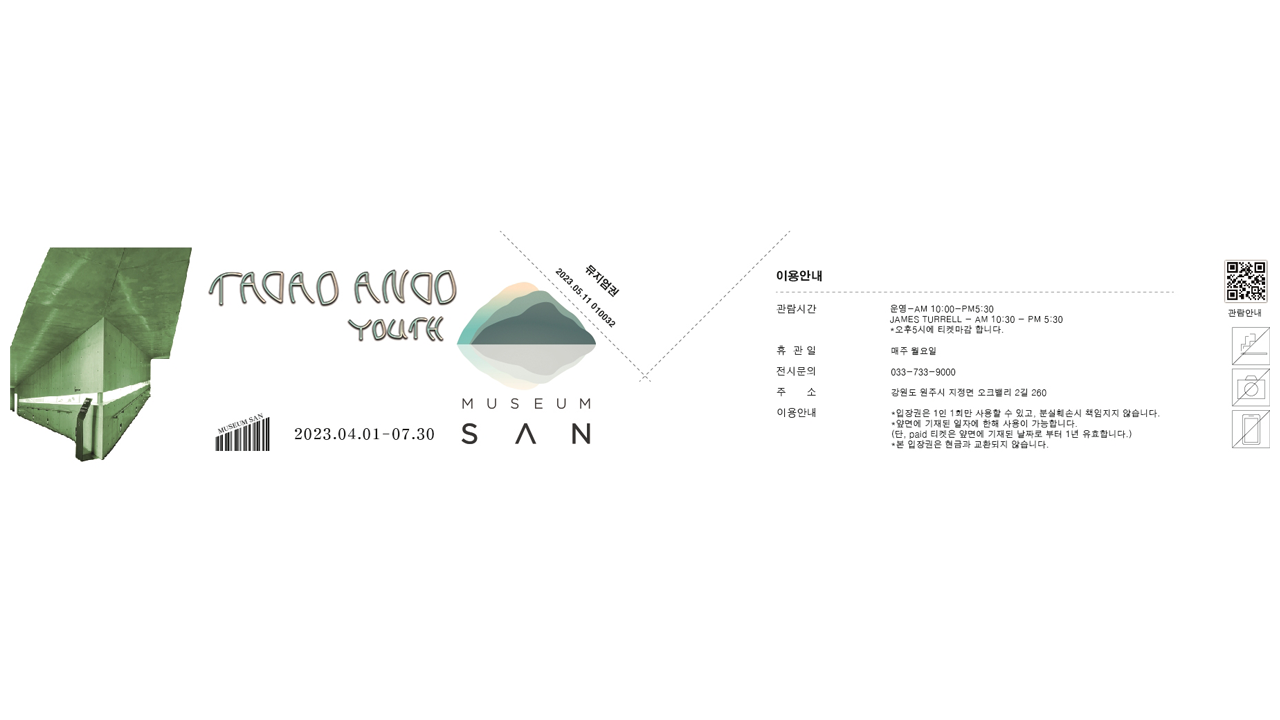 TADAO ANDO
YOUTH
MUSEUM SAN
2023.04.01-07.30
MUSEUM
SAN
뮤지엄권
2023.05.11 010032
이용안내
관람시간 운영-AM 10:00-PM5:30
JAMES TURRELL - AM 10:30 - PM 5:30
*오후5시에 티켓마감 합니다.
휴 관 일 매주 월요일
전시문의 033-733-9000
주 소 강원도 원주시 지정면 오크밸리 2길 260
이용안내 *입장권은 1인 1회만 사용할 수 있고, 분실훼손시 책임지지 않습니다.
*앞면에 기재된 일자에 한해 사용이 가능합니다.
(단, paid 티켓은 앞면에 기재된 날짜로 부터 1년 유효합니다.)
*본 입장권은 현금과 교환되지 않습니다.
관람안내